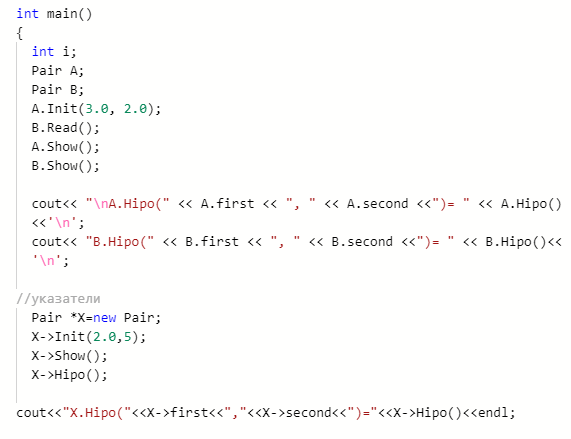 int main()
{
int i;
Pair A;
Pair B;
A.Init(3.0, 2.0);
B.Read();
A.Show();
B.Show();
cout<< "\nA.Hipo(" << A.first << ", " << A.second <<")= " << A.Hipo()
<<'\n';
cout<< "B.Hipo(" << B.first << ", " << B.second <<")= " << B.Hipo()<<
'\n';
//указатели
Pair *X=new Pair;
X->Init(2.0,5);
X->Show();
X->Hipo();
cout<<"X.Hipo("<<X->first<<","<<X->second<<")="<<X->Hipo()<<endl;